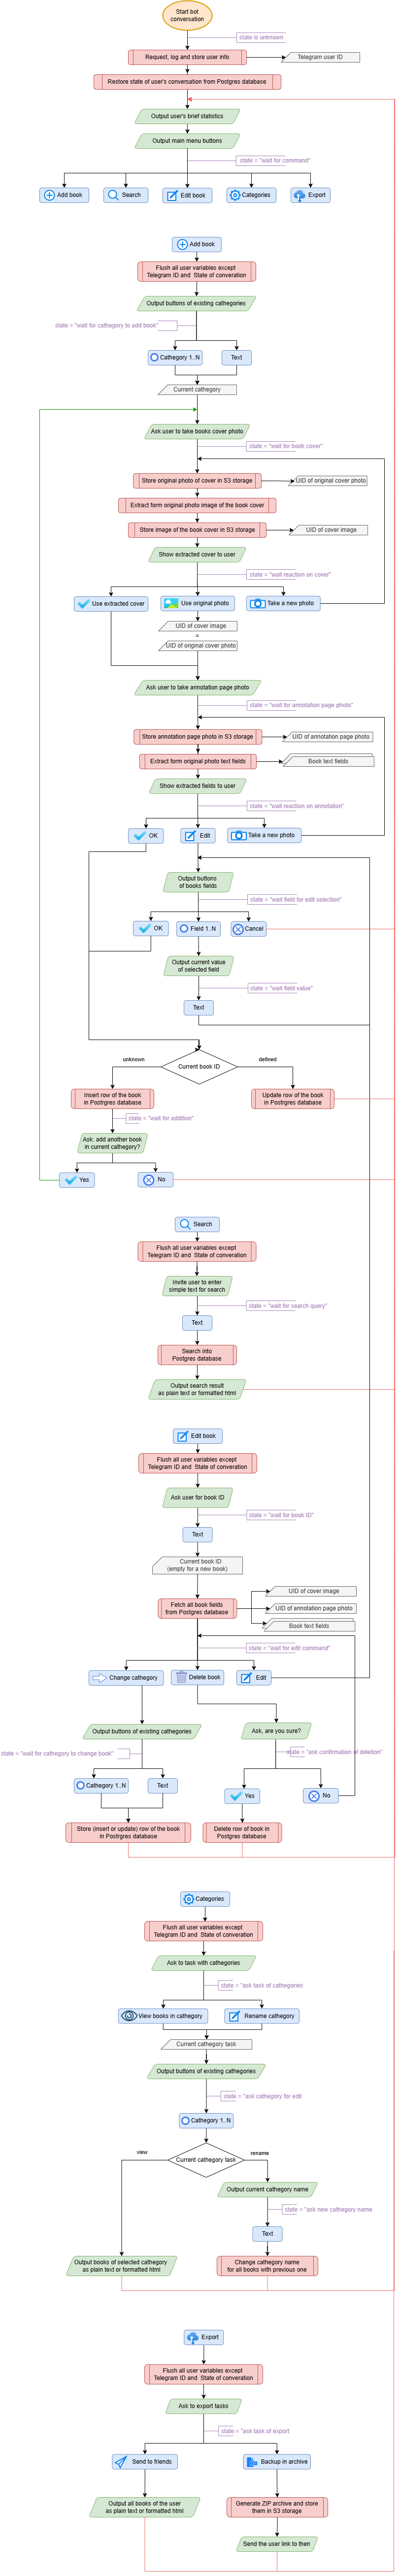 Start bot
conversation
state is unknown
Request, log and store user info
Telegram user ID
Restore state of user's conversation from Postgres database
Output user's brief statistics
Output main menu buttons
state = "wait for command"
Add book
Search
Edit book
Categories
Export
Add book
Flush all user variables except
Telegram ID and State of converation
Output buttons of existing cathegories
state = "wait for cathegory to add book"
Cathegory 1..N
Text
Current cathegory
Ask user to take books cover photo
state = "wait for book cover"
Store original photo of cover in S3 storage
UID of original cover photo
Extract form original photo image of the book cover
Store image of the book cover in S3 storage
UID of cover image
Show extracted cover to user
state = "wait reaction on cover"
Use extracted cover
Use original photo
Take a new photo
UID of cover image
=
UID of original cover photo
Ask user to take annotation page photo
state = "wait for annotation page photo"
Store annotation page photo in S3 storage
UID of annotation page photo
Extract form original photo text fields
Book text fields
Show extracted fields to user
state = "wait reaction on annotation"
OK
Edit
Take a new photo
Output buttons
of books fields
state = "wait field for edit selection"
OK
Field 1..N
Cancel
Output current value
of selected field
state = "wait field value"
Text
Current book ID
unknown
defined
Insert row of the book
in Postgres database
Update row of the book
in Postrgres database
state = "wait for addition"
Ask: add another book
in current cathegory?
Yes
No
Search
Flush all user variables except
Telegram ID and State of converation
Invite user to enter
simple text for search
state = "wait for search query"
Text
Search into
Postgres database
Output search result
as plain text or formatted html
Edit book
Flush all user variables except
Telegram ID and State of converation
Ask user for book ID
state = "wait for book ID"
Text
Current book ID
(empty for a new book)
Fetch all book fields
from Postgres database
UID of cover image
UID of annotation page photo
Book text fields
state = "wait for edit command"
Change cathegory
Delete book
Edit
Output buttons of existing cathegories
Ask, are you sure?
state = "wait for cathegory to change book"
state = "ask confirmation of deletion"
Cathegory 1..N
Text
Yes
No
Store (insert or update) row of the book
in Postrgres database
Delete row of book in
Postgres database
Categories
Flush all user variables except
Telegram ID and State of converation
Ask to task with cathegories
state = "ask task of categories
View books in cathegory
Rename cathegory
Current cathegory task
Output buttons of existing cathegories
state = "ask cathegory for edit
Cathegory 1..N
Current cathegory task
view
rename
Output current cathegory name
state = "ask new cathegory name
Text
Output books of selected cathegory
as plain text or formatted html
Change cathegory name
for all books with previous one
Export
Flush all user variables except
Telegram ID and State of converation
Ask to export tasks
state = "ask task of export
Send to friends
Backup in archive
Output all books of the user
as plain text or formatted html
Generate ZIP archive and store
them in S3 storage
Send the user link to then